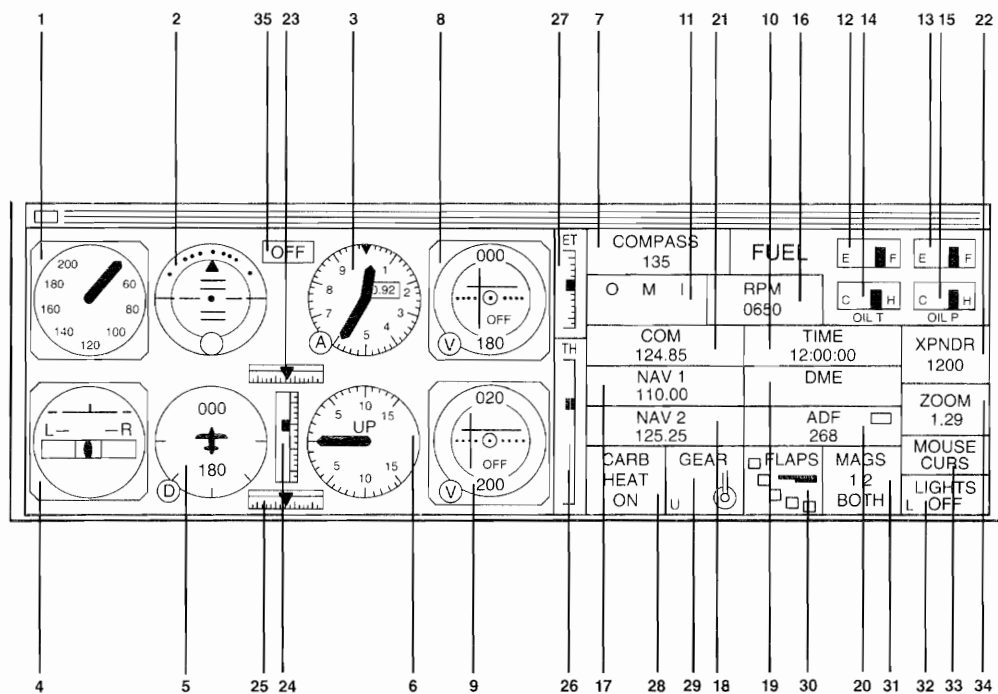 1 2 35 23 3 8 27 7 11 21 10 16 12 14 13 15 22
200
180
160
140
120
100
80
60
OFF
9 1
8 2
7 3
6 4
5
0.92
A
000
OFF
V
180
ET
COMPASS
135
FUEL
E F
E F
O M I
RPM
0650
C H
OIL T
C H
OIL P
TH
COM
124.85
TIME
12:00:00
XPNDR
1200
NAV 1
110.00
DME
ZOOM
1.29
NAV 2
125.25
ADF
268
MOUSE
CURS
CARB
HEAT
ON
GEAR
U
FLAPS
MAGS
1 2
BOTH
LIGHTS
L OFF
L R
000
180
D
5 10 15
UP
5 10 15
020
OFF
V
200
4 5 25 24 6 9 26 17 28 29 18 19 30 20 31 32 33 34